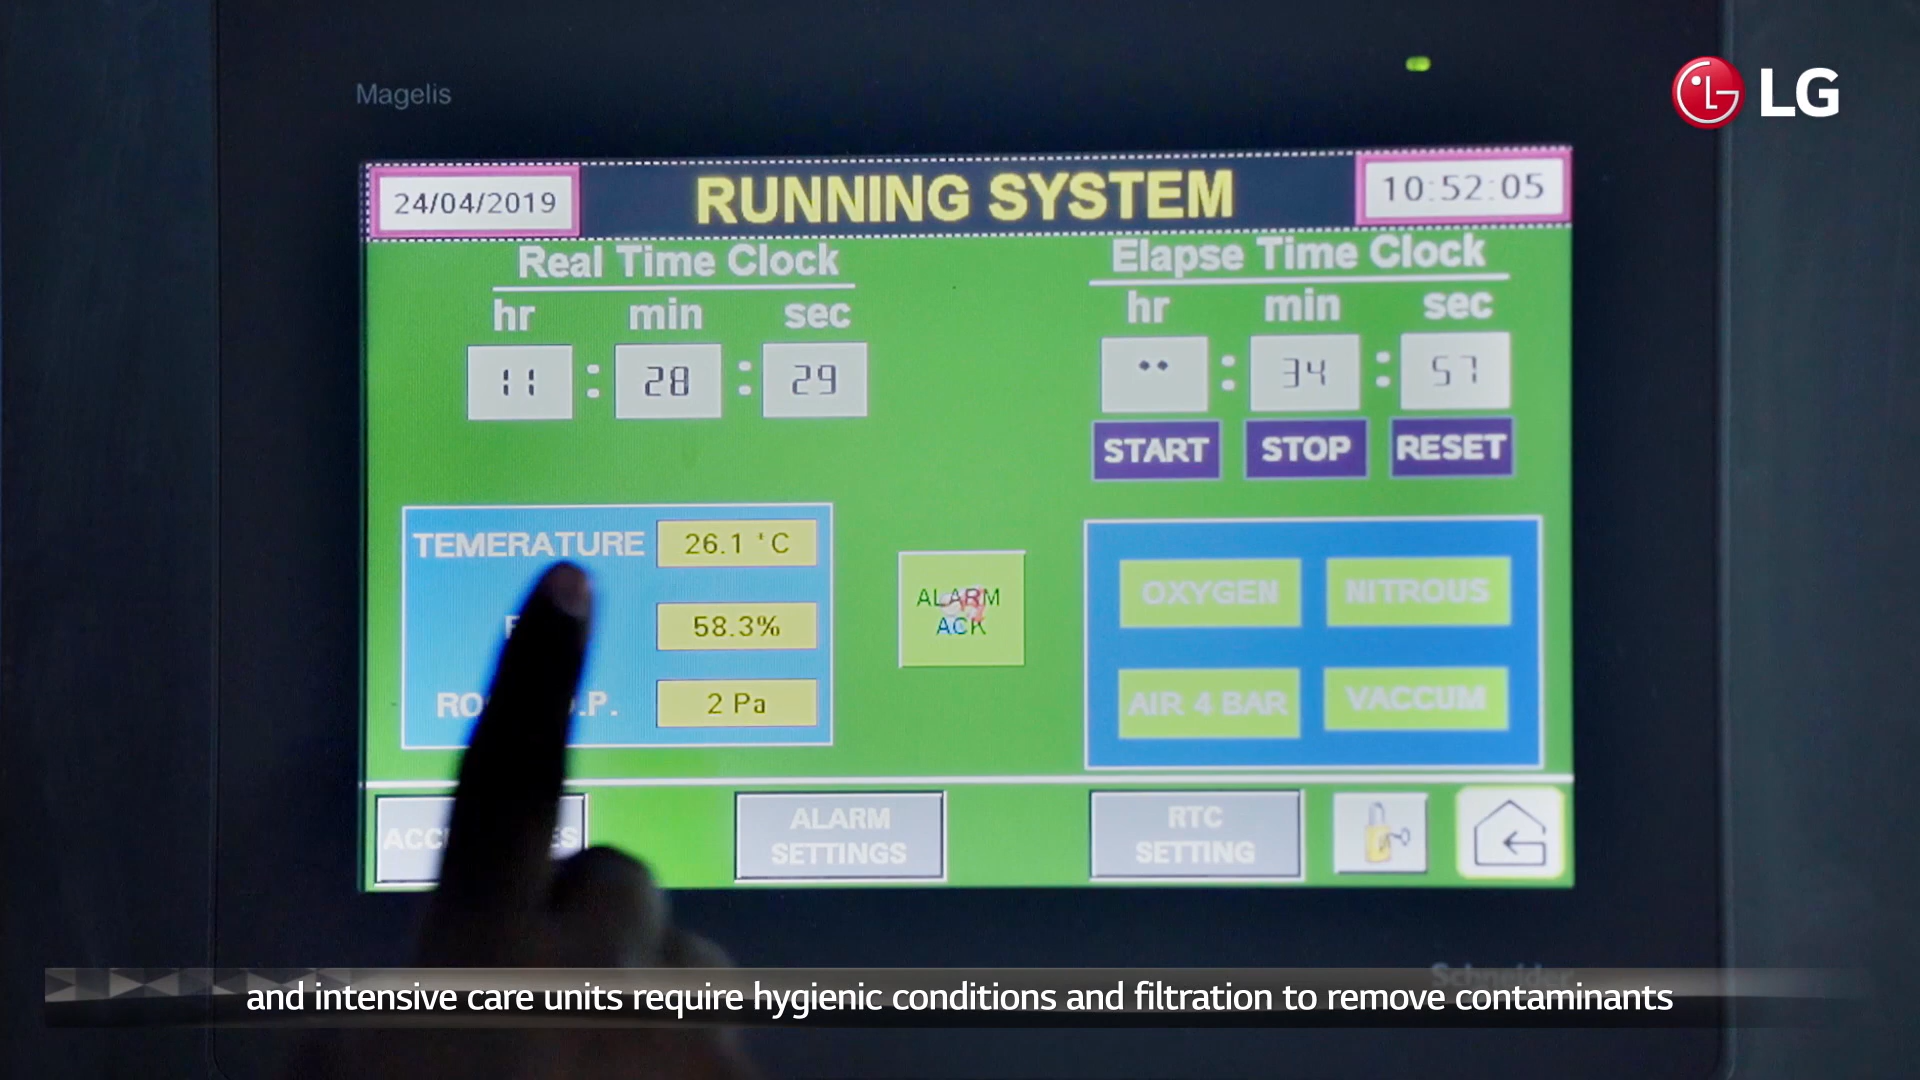 Magelis
LG
24/04/2019
RUNNING SYSTEM
10:52:05
Real Time Clock
hr min sec
11 : 28 : 29
Elapse Time Clock
hr min sec
** : 34 : 57
START STOP RESET
TEMERATURE 26.1 °C
58.3%
2 Pa
ALARM
ACK
OXYGEN NITROUS
AIR 4 BAR VACCUM
ALARM
SETTINGS
RTC
SETTING
Schneider
and intensive care units require hygienic conditions and filtration to remove contaminants